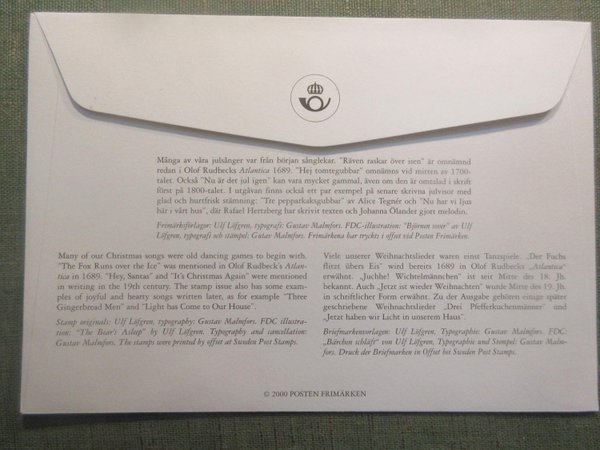 Många av våra julsånger var från början sånglekar. "Räven raskar över isen" är omnämnd
redan i Olof Rudbecks Atlantica 1689. "Hej tomtegubbar" omnämns vid mitten av 1700-
talet. Också "Nu är det jul igen" kan vara mycket gammal, även om den är omtalad i skrift
först på 1800-talet. I utgåvan finns också ett par exempel på senare skrivna julvisor med
glad och hurtfrisk stämning: "Tre pepparkaksgubbar" av Alice Tegnér och "Nu har vi ljus
här i vårt hus", där Rafael Hertzberg har skrivit texten och Johanna Ölander gjort melodin.
Frimärksförlagor: Ulf Löfgren, typografi: Gustav Malmfors. FDC-illustration: "Björnen sover" av Ulf
Löfgren, typografi och stämpel: Gutav Malmfors. Frimärkena har tryckts i offset vid Posten Frimärken.
Many of our Christmas songs were old dancing games to begin with.
"The Fox Runs over the Ice" was mentioned in Olof Rudbeck's Atlan-
tica in 1689. "Hey, Santas" and "It's Christmas Again" were mentioned
in writing in the 19th century. The stamp issue also has some exam-
ples of joyful and hearty songs written later, as for example "Three
Gingerbread Men" and "Light has Come to Our House".
Stamp originals: Ulf Löfgren, typography: Gustav Malmfors. FDC illustra-
tion: "The Bear's Asleep" by Ulf Löfgren. Typography and cancellation:
Gustav Malmfors. The stamps were printed by offset at Sweden Post Stamps.
Viele unserer Weihnachtslieder waren einst Tanzspiele. „Der Fuchs
flitzt übers Eis" wird bereits 1689 in Olof Rudbecks „Atlantica"
erwähnt. „Juchhe! Wichtelmännchen" ist seit Mitte des 18. Jh.
bekannt. Auch „Jetzt ist wieder Weihnachten" wurde Mitte des 19. Jh.
in schriftlicher Form erwähnt. Zu der Ausgabe gehören einige später
geschriebene Weihnachtslieder „Drei Pfefferkuchenmänner" und
„Jetzt haben wir Licht in unserem Haus".
Briefmarkenvorlagen: Ulf Löfgren, Typographie: Gustav Malmfors. FDC:
„Bärchen schläft" von Ulf Löfgren, Typographie und Stempel: Gustav Malm-
fors. Druck der Briefmarken in Offset bei Sweden Post Stamps.
© 2000 POSTEN FRIMÄRKEN